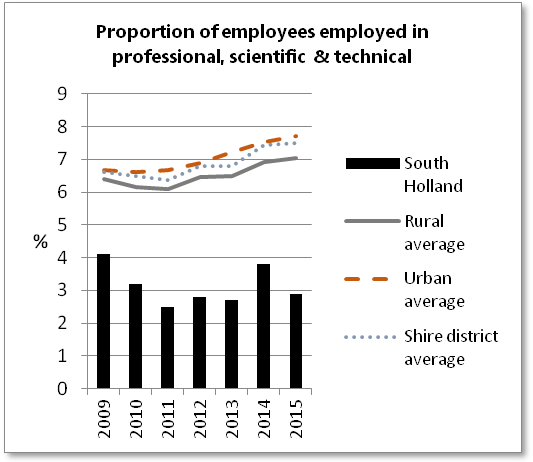 Proportion of employees employed in
professional, scientific & technical
9
8
7
6
5
4
3
2
1
0
%
2009
2010
2011
2012
2013
2014
2015
South
Holland
Rural
average
Urban
average
Shire district
average